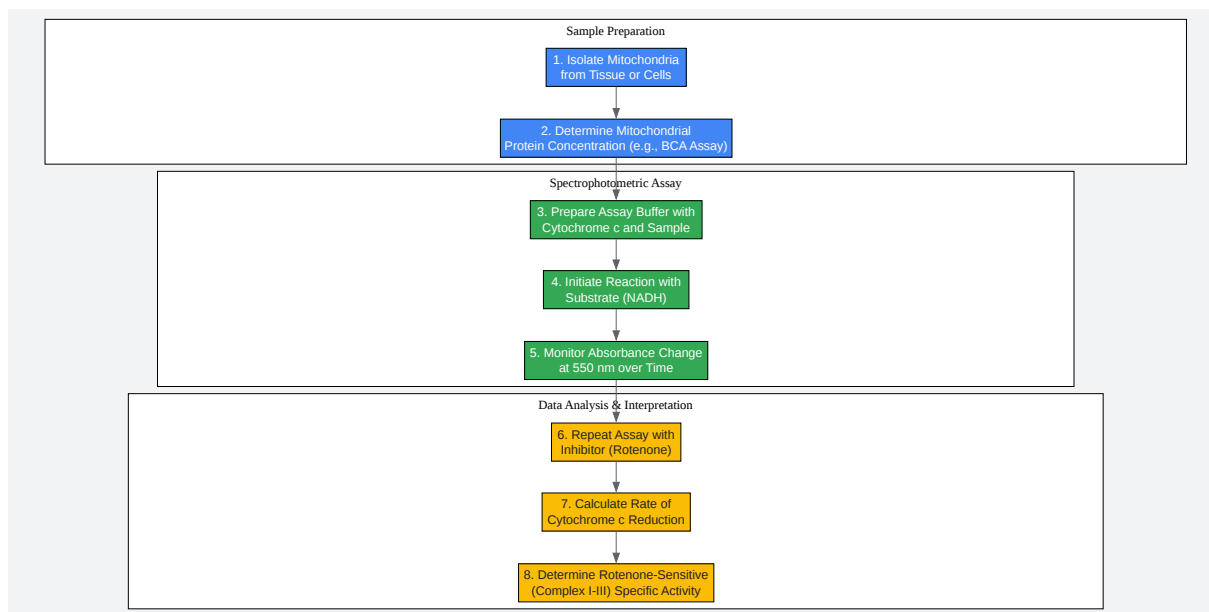 Sample Preparation
1. Isolate Mitochondria
from Tissue or Cells
2. Determine Mitochondrial
Protein Concentration (e.g., BCA Assay)
Spectrophotometric Assay
3. Prepare Assay Buffer with
Cytochrome c and Sample
4. Initiate Reaction with
Substrate (NADH)
5. Monitor Absorbance Change
at 550 nm over Time
Data Analysis & Interpretation
6. Repeat Assay with
Inhibitor (Rotenone)
7. Calculate Rate of
Cytochrome c Reduction
8. Determine Rotenone-Sensitive
(Complex I-III) Specific Activity